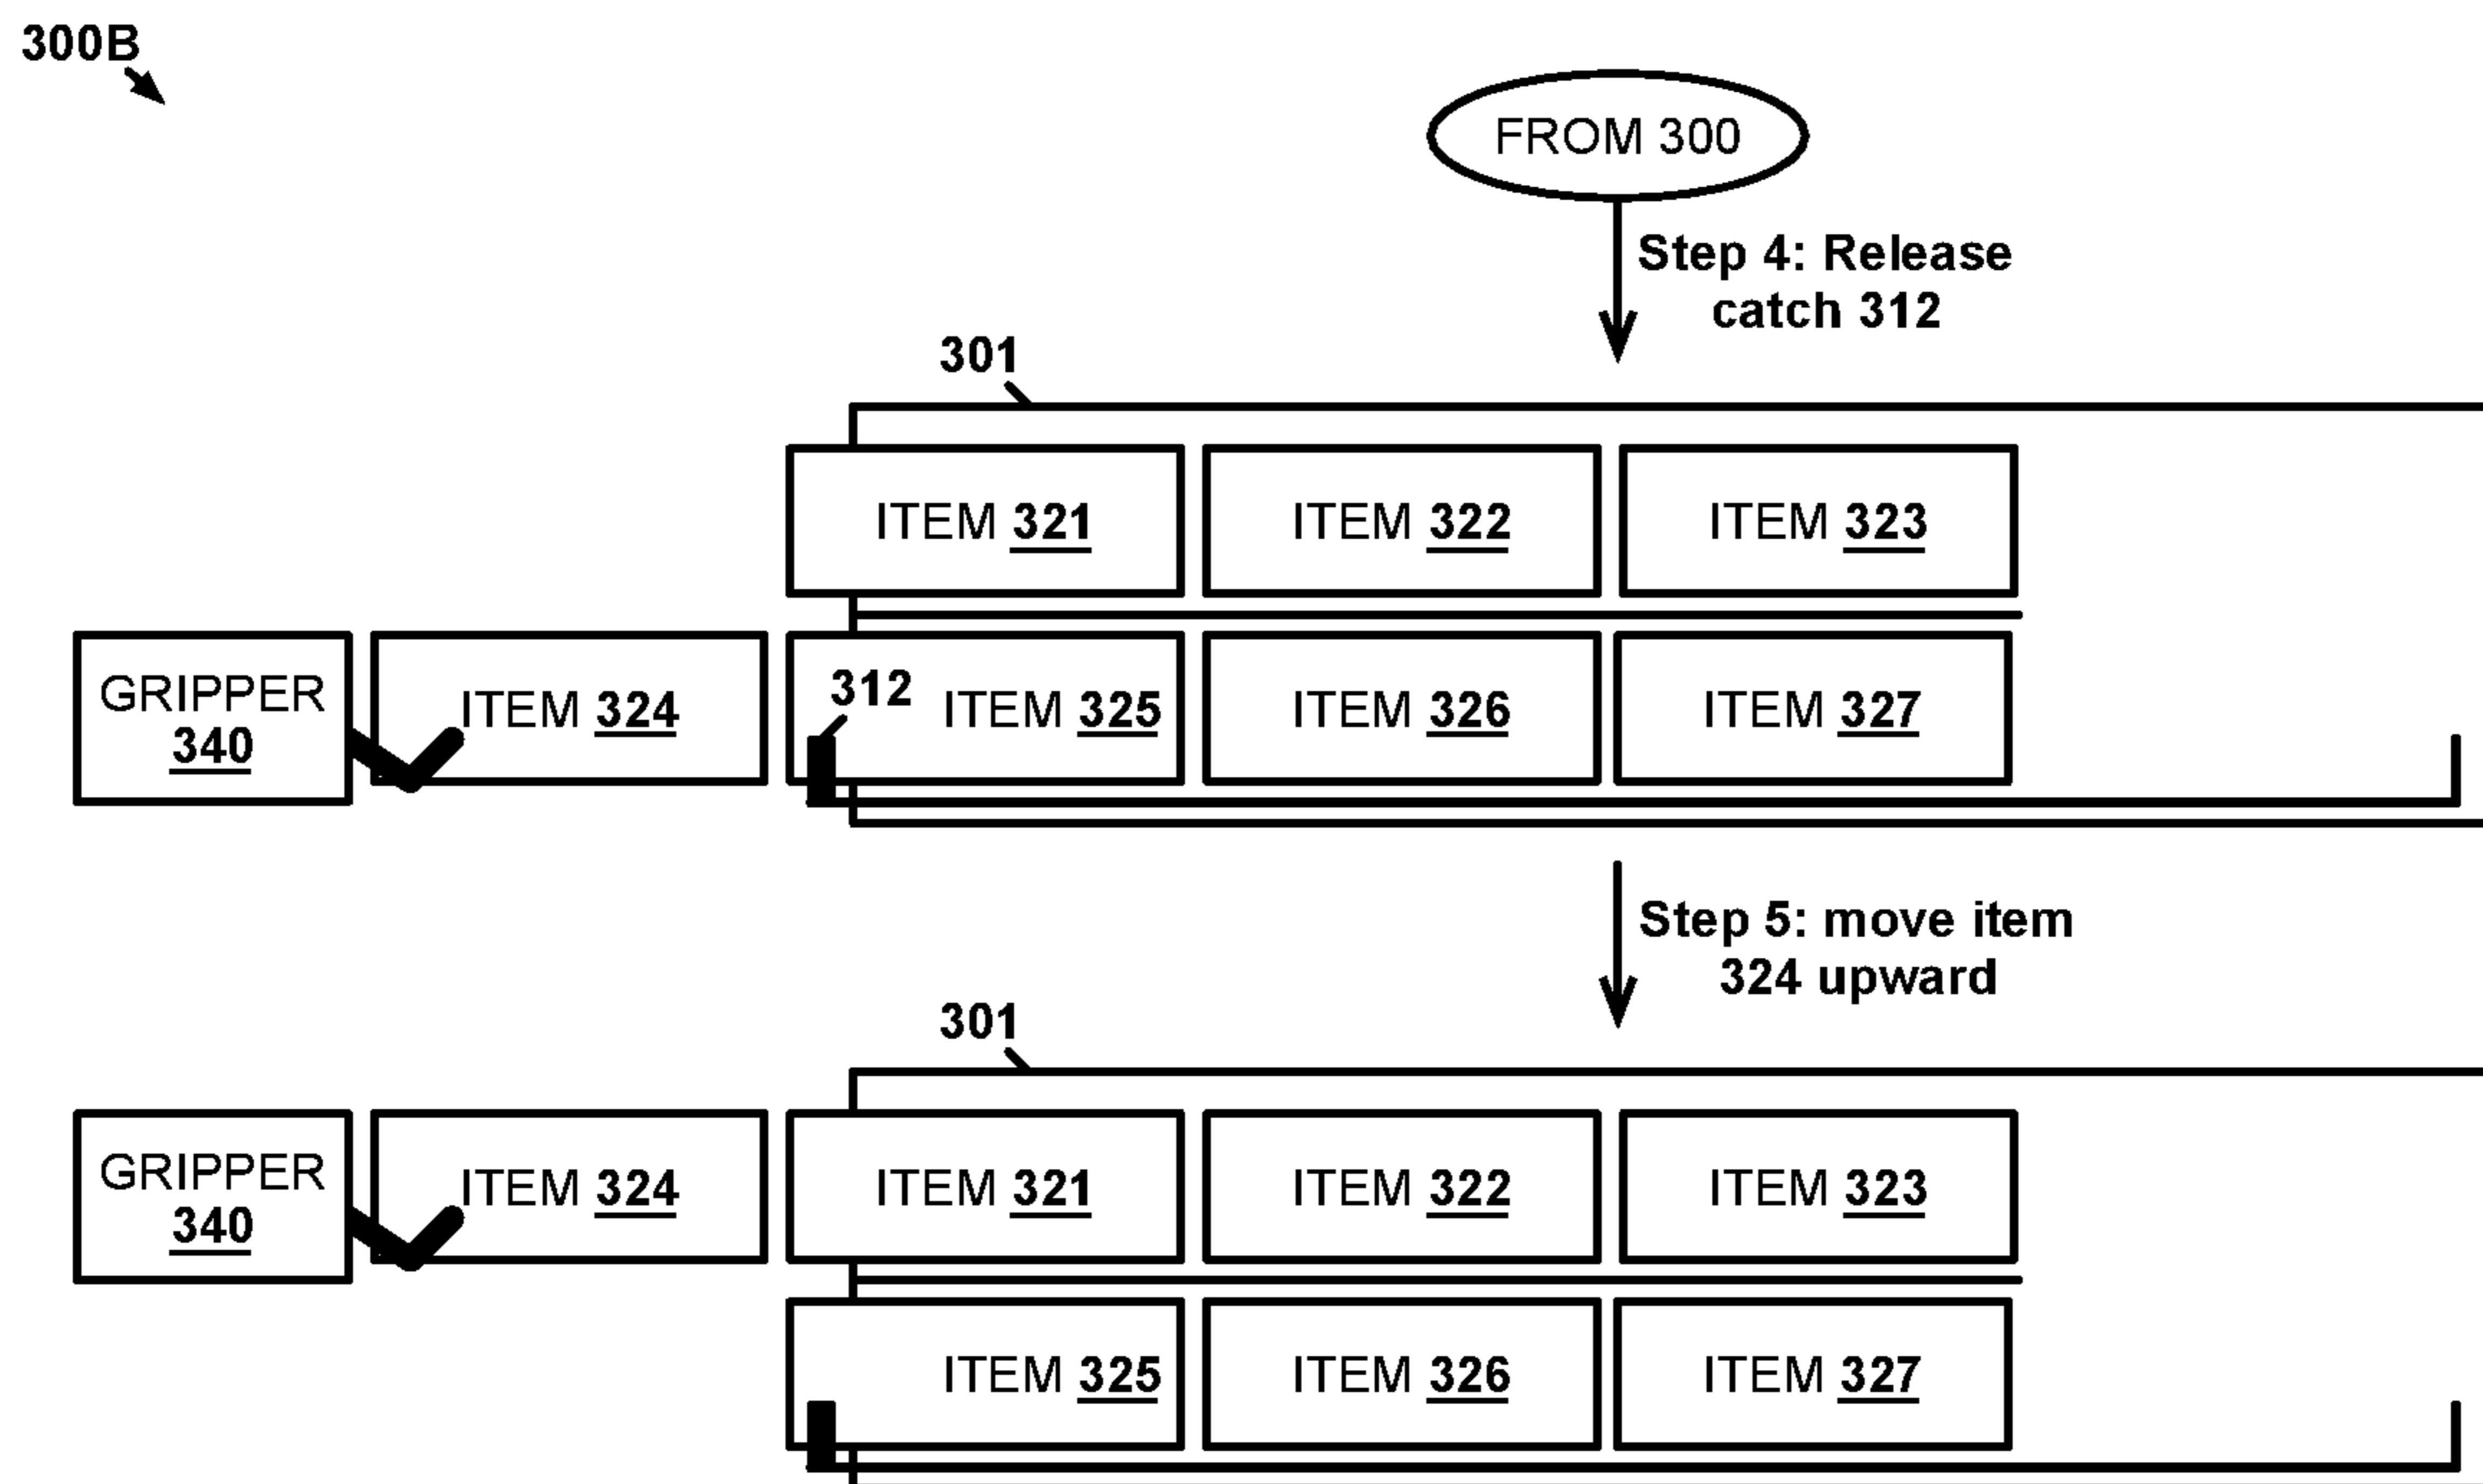 300B
FROM 300
Step 4: Release
catch 312
301
ITEM 321
ITEM 322
ITEM 323
GRIPPER
340
ITEM 324
312
ITEM 325
ITEM 326
ITEM 327
Step 5: move item
324 upward
301
GRIPPER
340
ITEM 324
ITEM 321
ITEM 322
ITEM 323
ITEM 325
ITEM 326
ITEM 327